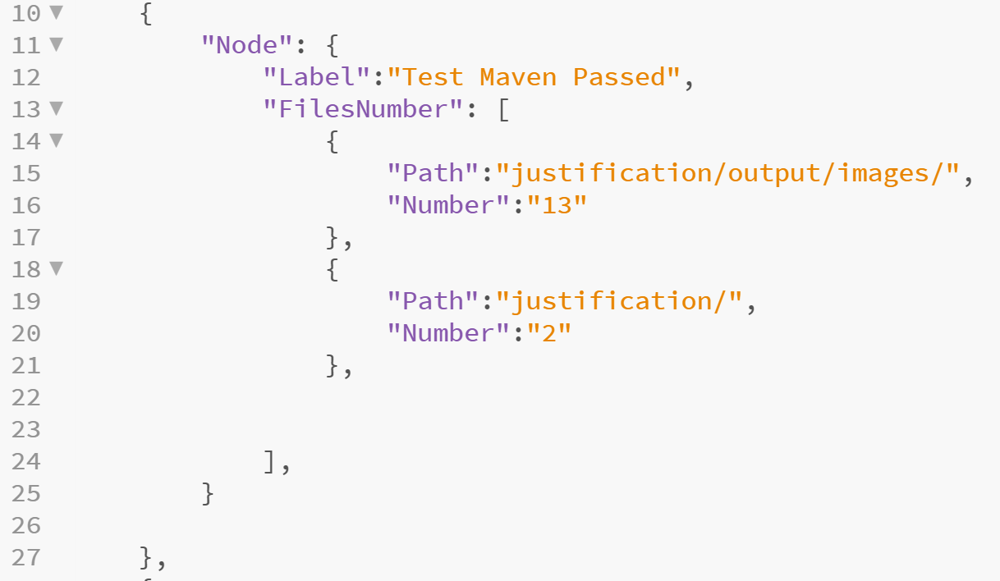 10 ▼ {
11 ▼ "Node": {
12 "Label":"Test Maven Passed",
13 ▼ "FilesNumber": [
14 ▼ {
15 "Path":"justification/output/images/",
16 "Number":"13"
17 },
18 ▼ {
19 "Path":"justification/",
20 "Number":"2"
21 },
22
23
24 ],
25 }
26
27 },